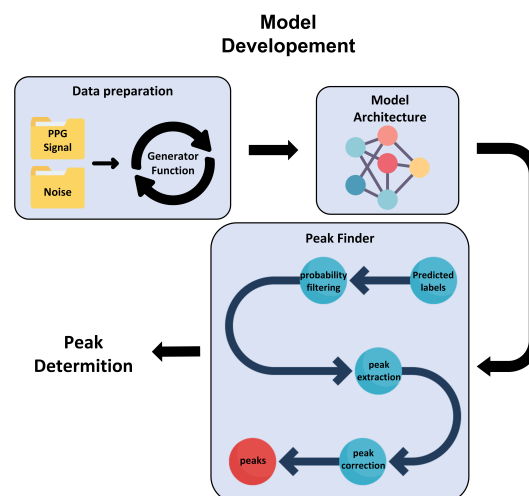 Model
Developement
Data preparation
PPG
Signal
Noise
Generator
Function
Model
Architecture
Peak Finder
Predicted
labels
probability
filtering
peak
extraction
peak
correction
peaks
Peak
Determition